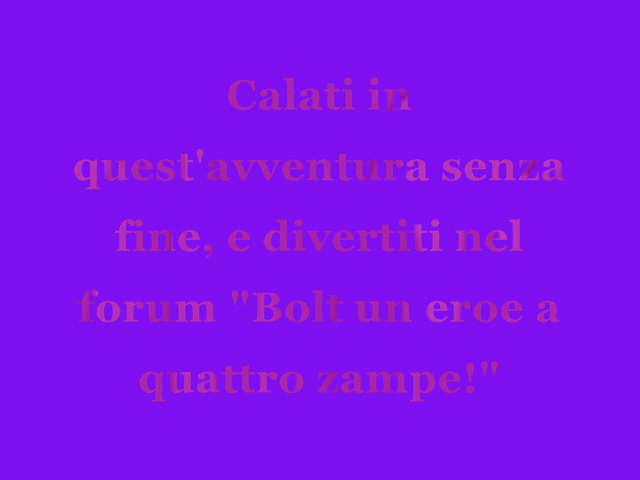 Calati in
quest'avventura senza
fine, e divertiti nel
forum "Bolt un eroe a
quattro zampe!"